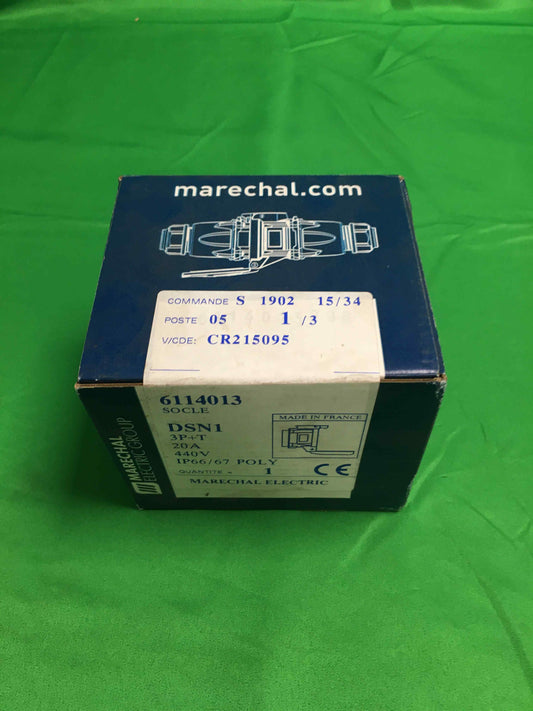 marechal.com
COMMANDE S 1902 15/34
POSTE 05 1 /3
V/CDE: CR215095
6114013
SOCLE
DSN1
3P+T
20A
440V
IP66/67 POLY
QUANTITE = 1
MADE IN FRANCE
CE
MARECHAL ELECTRIC
MARECHAL
ELECTRIC GROUP